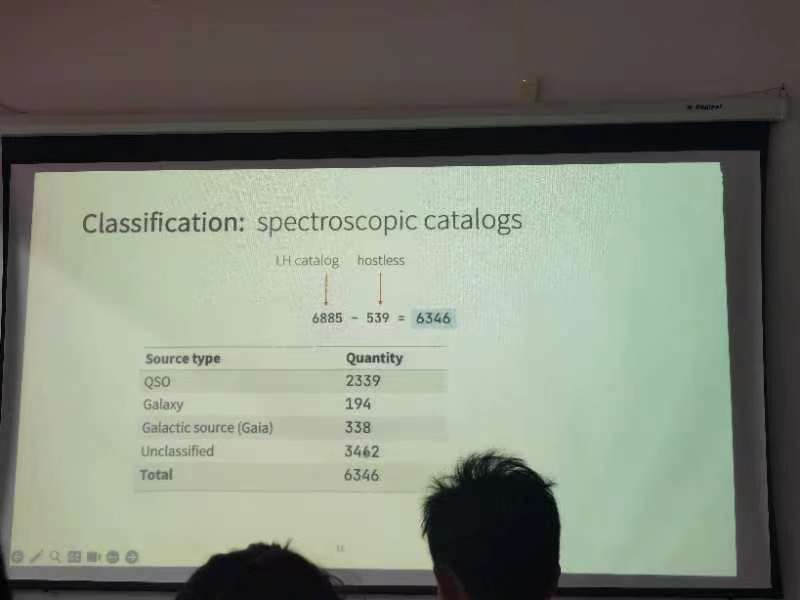 Classification: spectroscopic catalogs
LH catalog hostless
6885 - 539 = 6346
Source type Quantity
QSO 2339
Galaxy 194
Galactic source (Gaia) 338
Unclassified 3462
Total 6346